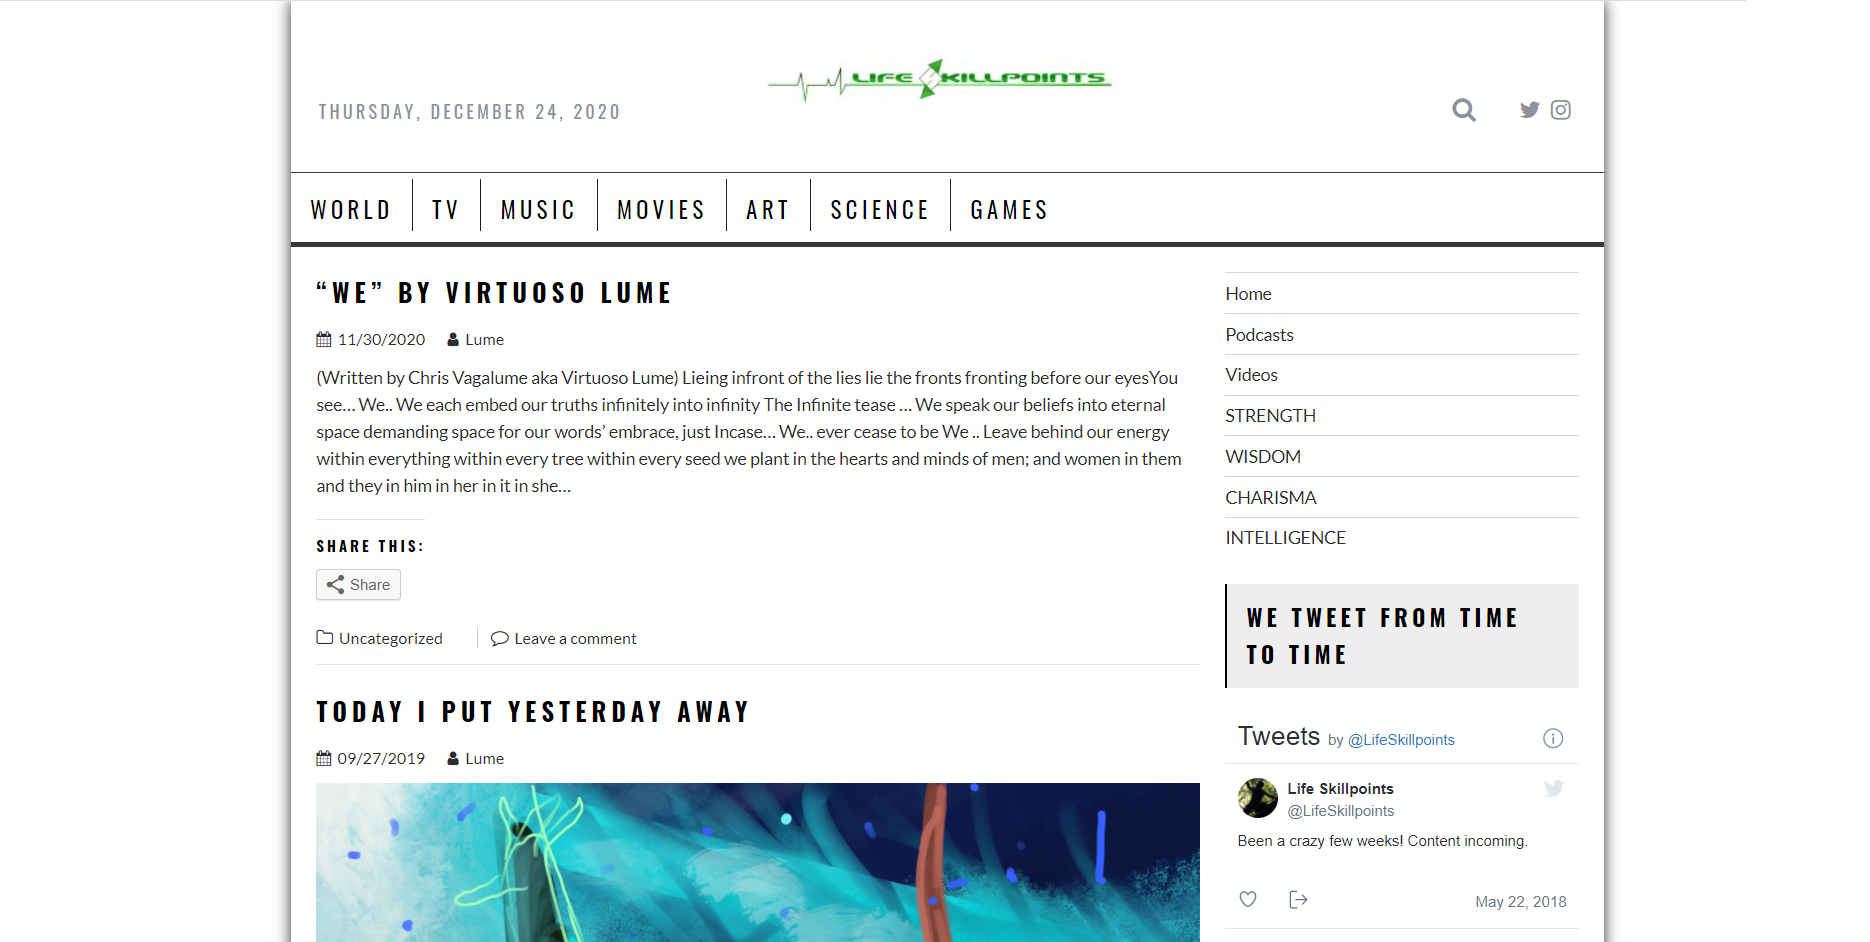 LIFE SKILLPOINTS
THURSDAY, DECEMBER 24, 2020
WORLD
TV
MUSIC
MOVIES
ART
SCIENCE
GAMES
“WE” BY VIRTUOSO LUME
11/30/2020 Lume
(Written by Chris Vagalume aka Virtuoso Lume) Lieing infront of the lies lie the fronts fronting before our eyesYou
see… We.. We each embed our truths infinitely into infinity The Infinite tease … We speak our beliefs into eternal
space demanding space for our words’ embrace, just Incase… We.. ever cease to be We .. Leave behind our energy
within everything within every tree within every seed we plant in the hearts and minds of men; and women in them
and they in him in her in it in she…
SHARE THIS:
Share
Uncategorized
Leave a comment
TODAY I PUT YESTERDAY AWAY
09/27/2019 Lume
Home
Podcasts
Videos
STRENGTH
WISDOM
CHARISMA
INTELLIGENCE
WE TWEET FROM TIME
TO TIME
Tweets by @LifeSkillpoints
Life Skillpoints
@LifeSkillpoints
Been a crazy few weeks! Content incoming.
May 22, 2018